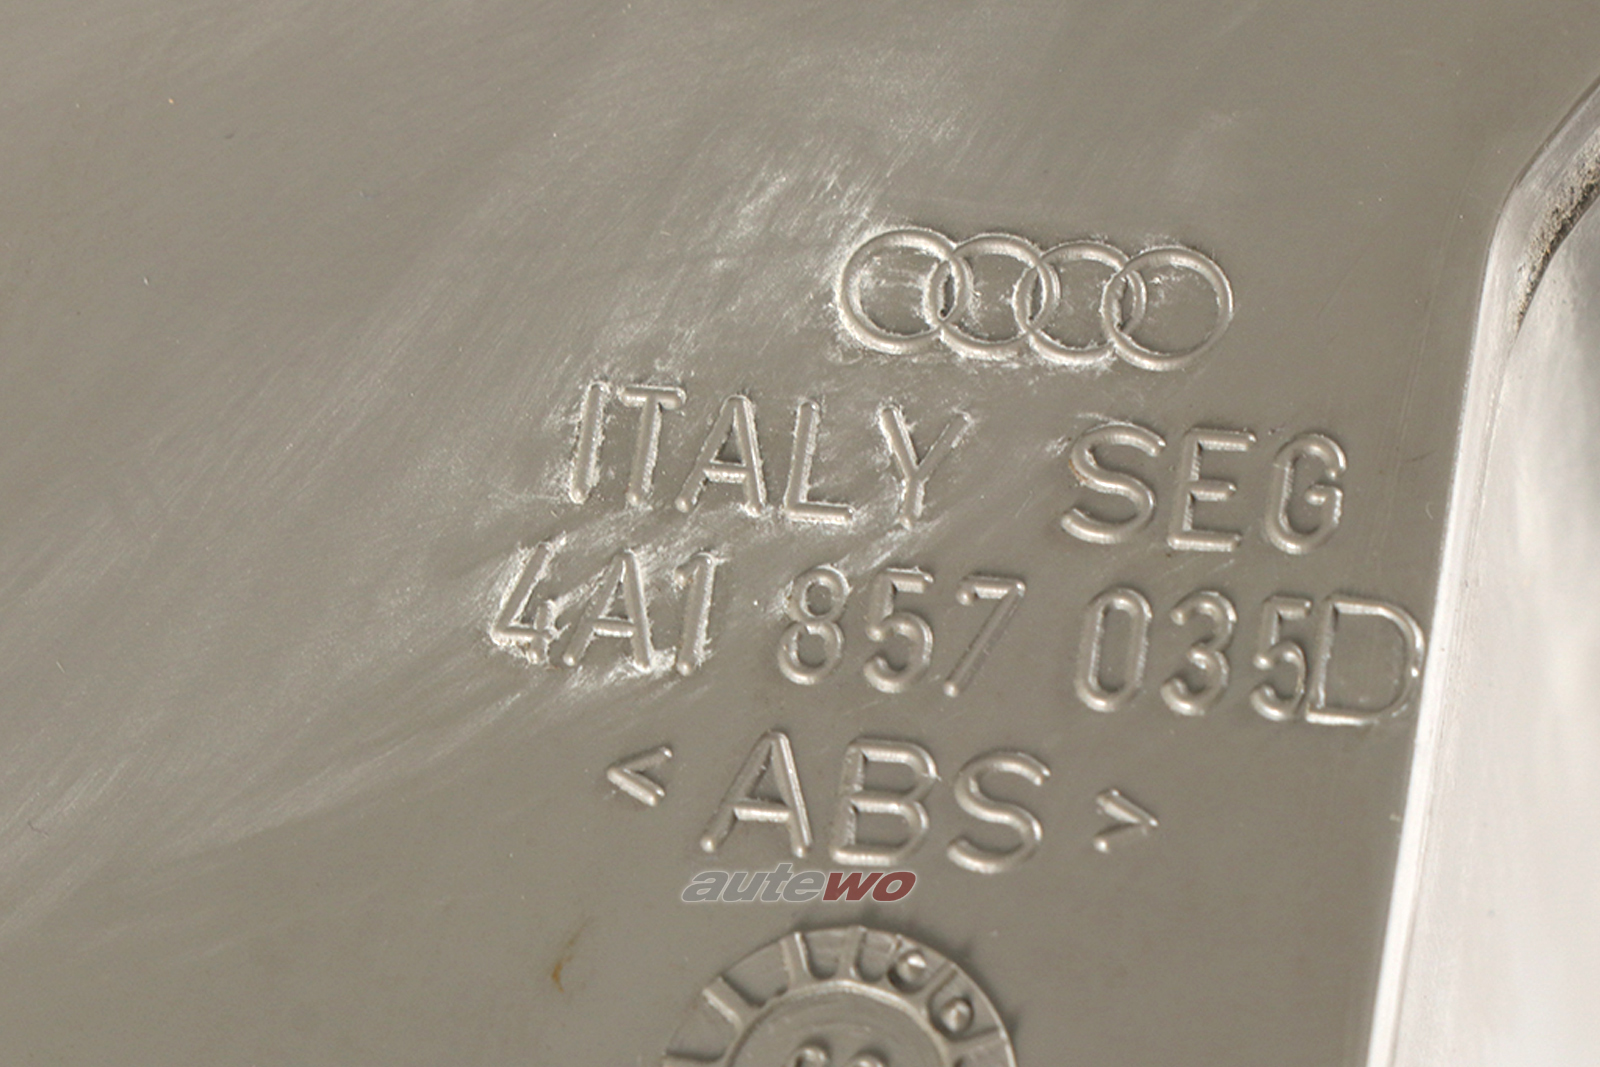 ITALY SEG
4A1 857 035D
< ABS >
autewo